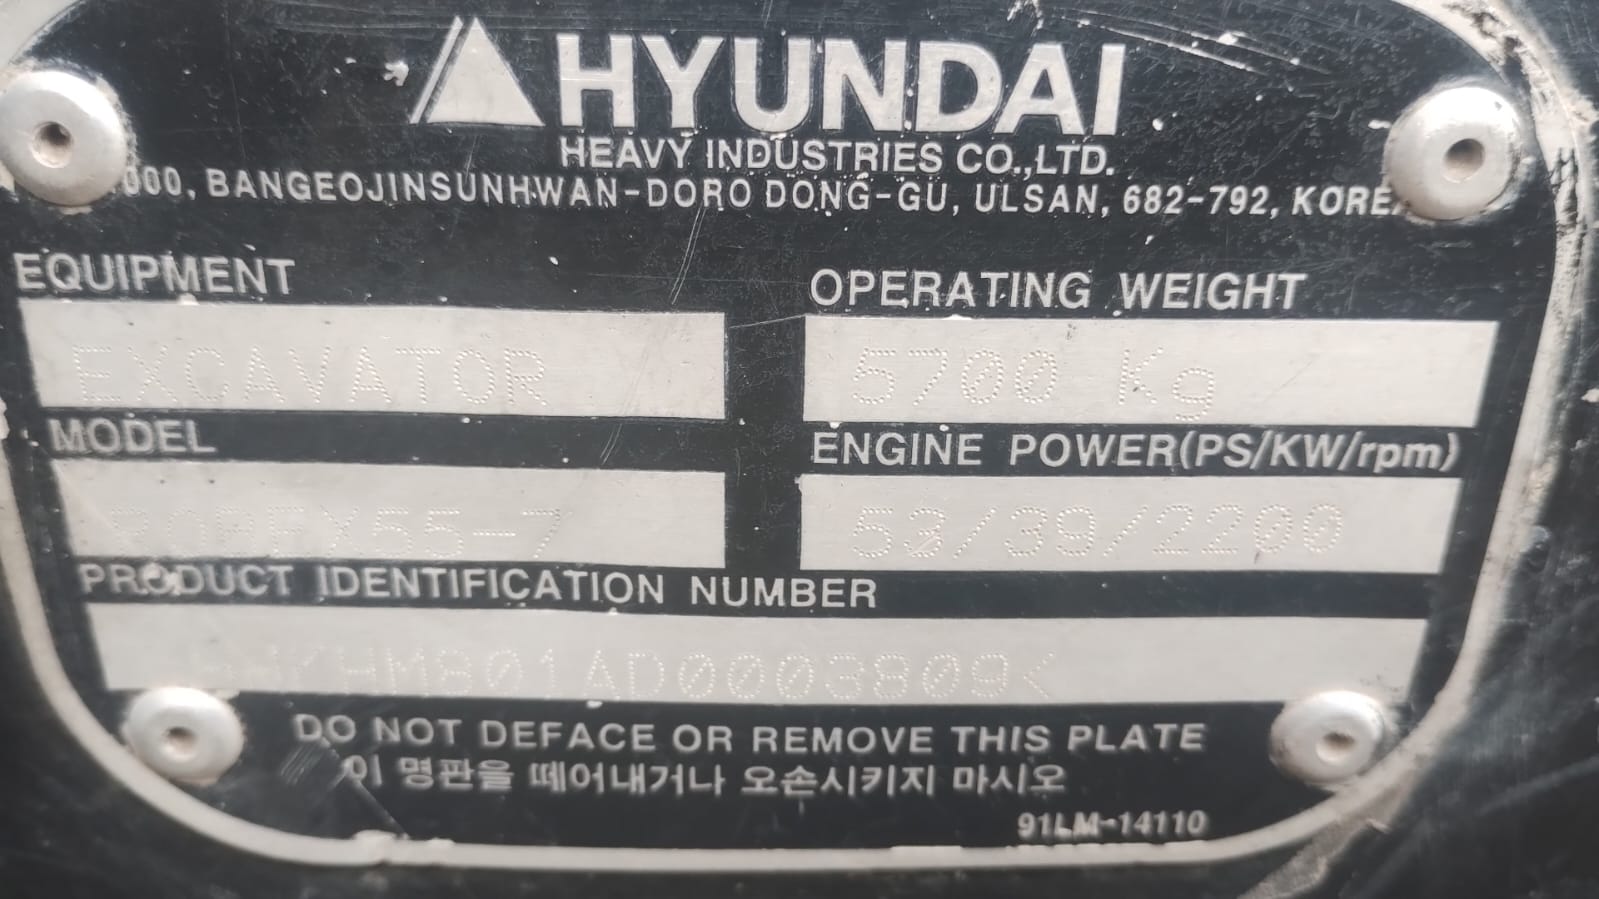 HYUNDAI
HEAVY INDUSTRIES CO.,LTD.
000, BANGEOJINSUNHWAN-DORO DONG-GU, ULSAN, 682-792, KOREA
EQUIPMENT
OPERATING WEIGHT
EXCAVATOR
5700 Kg
MODEL
ENGINE POWER(PS/KW/rpm)
53/39/2200
PRODUCT IDENTIFICATION NUMBER
DO NOT DEFACE OR REMOVE THIS PLATE
이 명판을 떼어내거나 오손시키지 마시오
91LM-14110